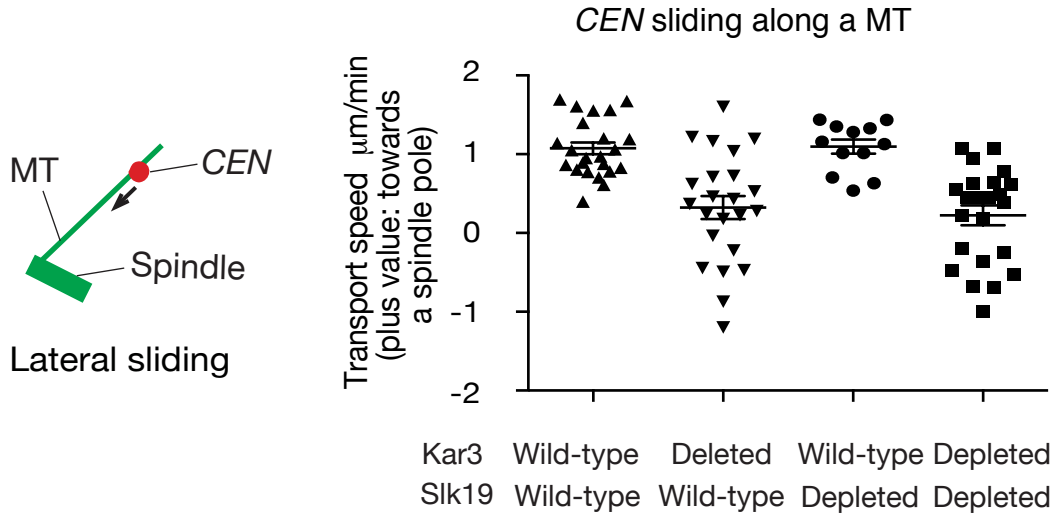 CEN sliding along a MT
MT
CEN
Spindle
Lateral sliding
Transport speed μm/min
(plus value: towards
a spindle pole)
2
1
0
-1
-2
Kar3 Wild-type Deleted Wild-type Depleted
Slk19 Wild-type Wild-type Depleted Depleted